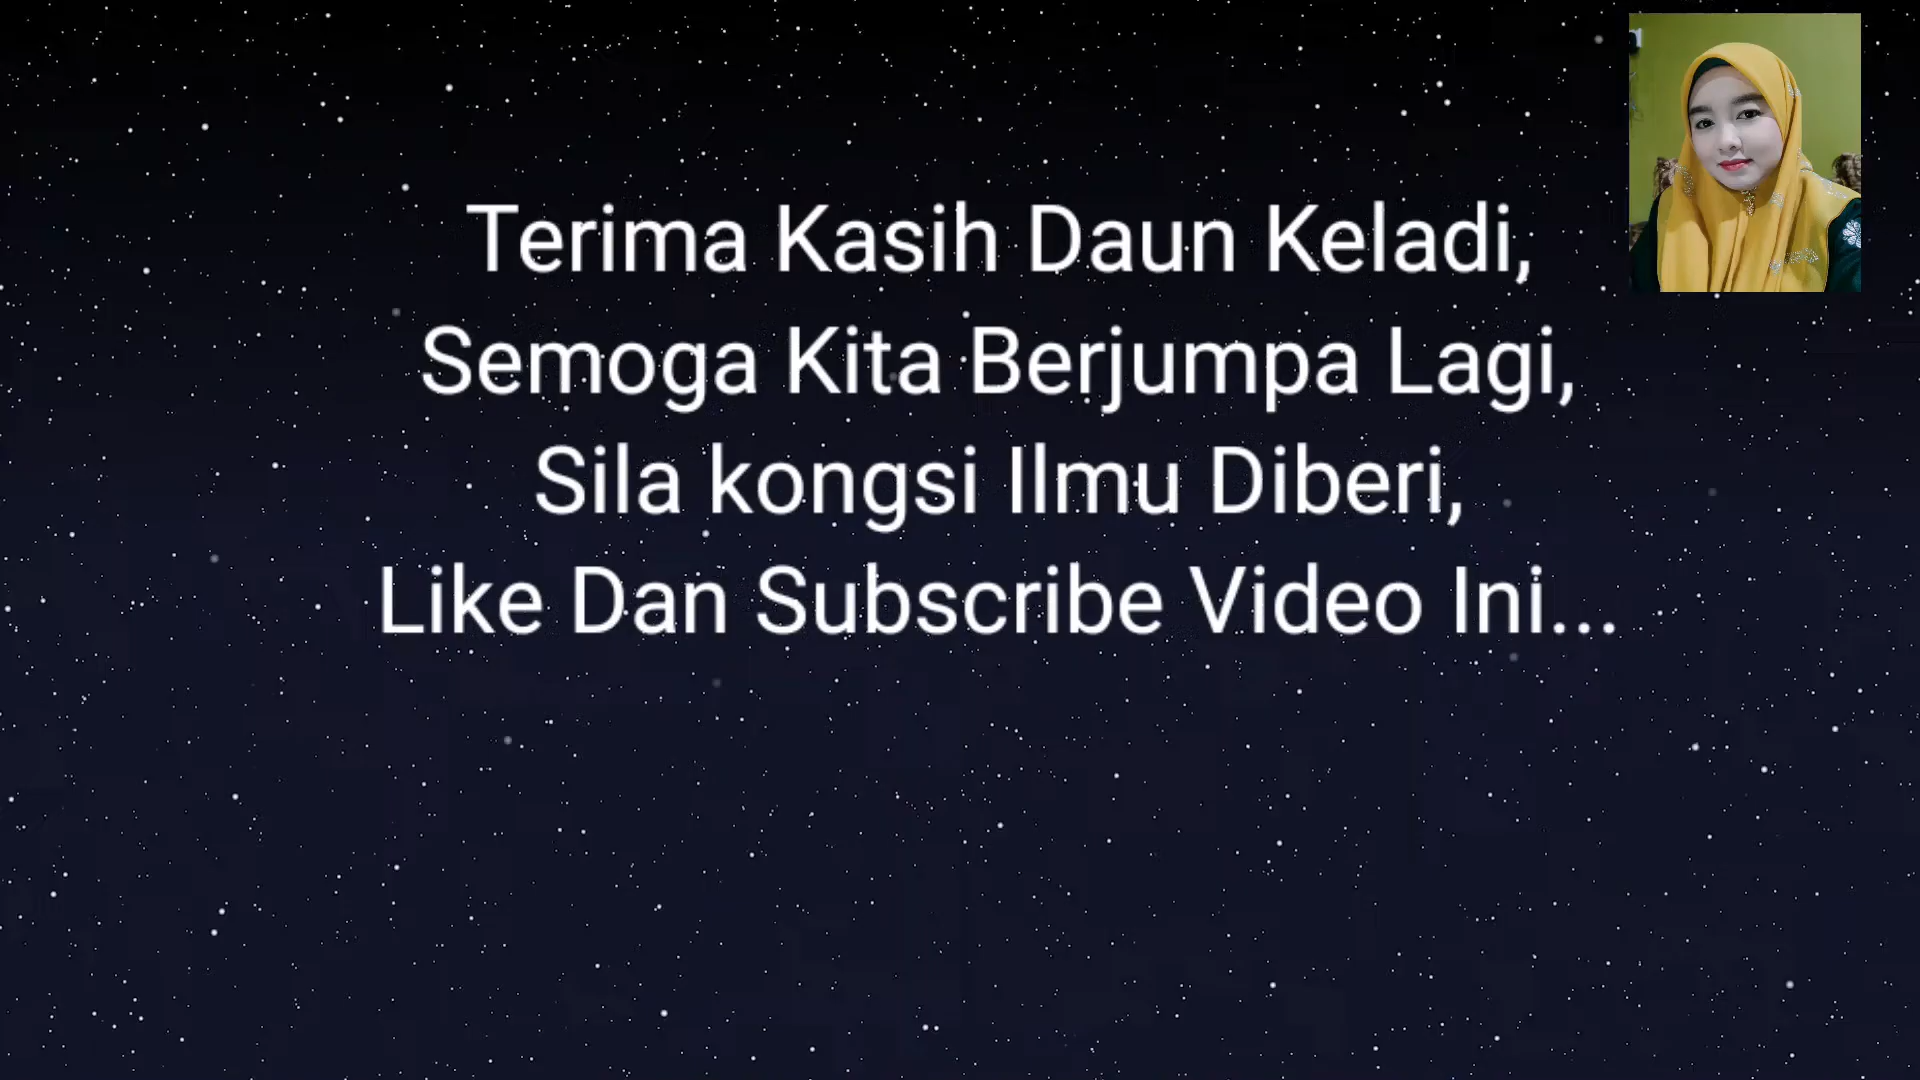 Terima Kasih Daun Keladi,
Semoga Kita Berjumpa Lagi,
Sila kongsi Ilmu Diberi,
Like Dan Subscribe Video Ini...